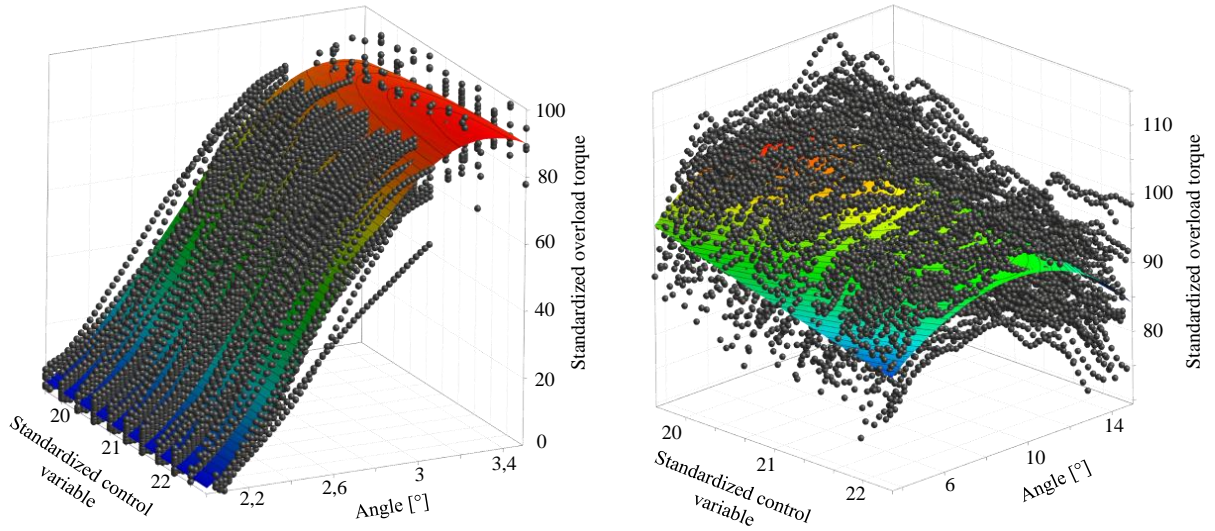 100
80
60
40
20
0
Standardized overload torque
20
21
22
Standardized control
variable
2,2
2,6
3
3,4
Angle [°]
110
100
90
80
Standardized overload torque
20
21
22
Standardized control
variable
6
10
14
Angle [°]